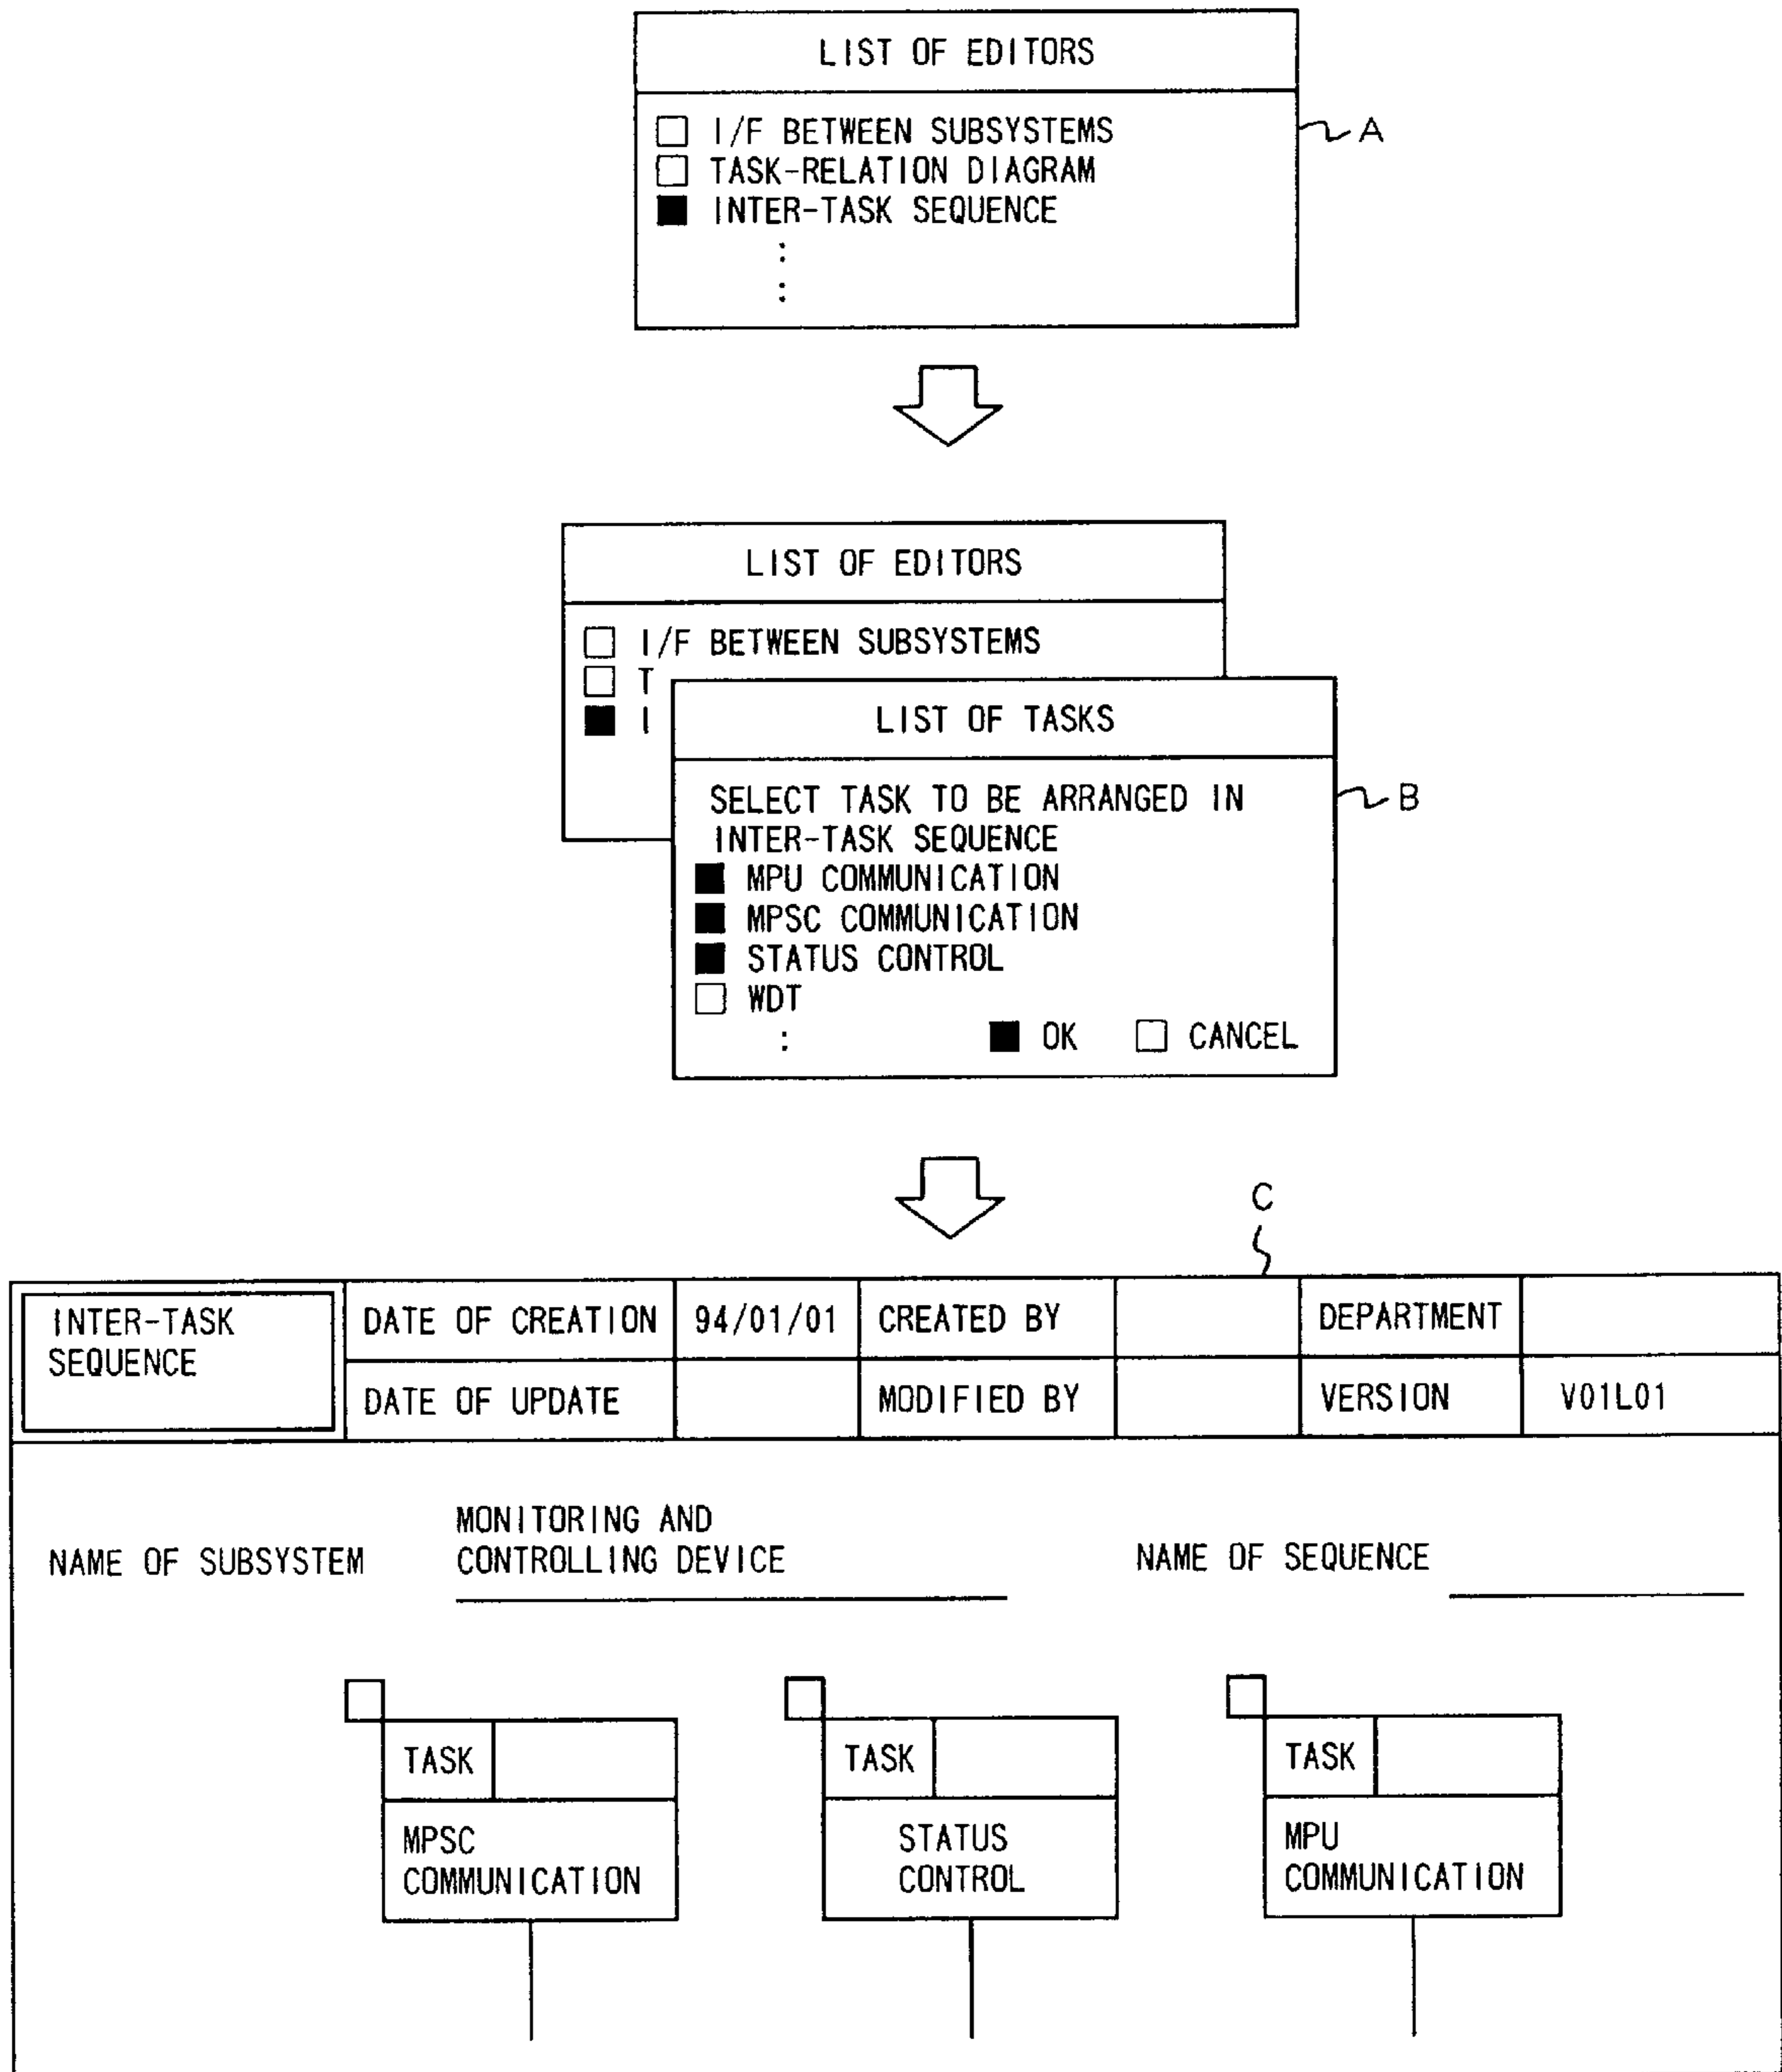 LIST OF EDITORS
I/F BETWEEN SUBSYSTEMS
TASK-RELATION DIAGRAM
INTER-TASK SEQUENCE
:
:
A
LIST OF EDITORS
I/F BETWEEN SUBSYSTEMS
T
I
LIST OF TASKS
SELECT TASK TO BE ARRANGED IN
INTER-TASK SEQUENCE
MPU COMMUNICATION
MPSC COMMUNICATION
STATUS CONTROL
WDT
:
OK
CANCEL
B
C
INTER-TASK
SEQUENCE
DATE OF CREATION
94/01/01
CREATED BY
DEPARTMENT
DATE OF UPDATE
MODIFIED BY
VERSION
V01L01
NAME OF SUBSYSTEM
MONITORING AND
CONTROLLING DEVICE
NAME OF SEQUENCE
TASK
MPSC
COMMUNICATION
TASK
STATUS
CONTROL
TASK
MPU
COMMUNICATION